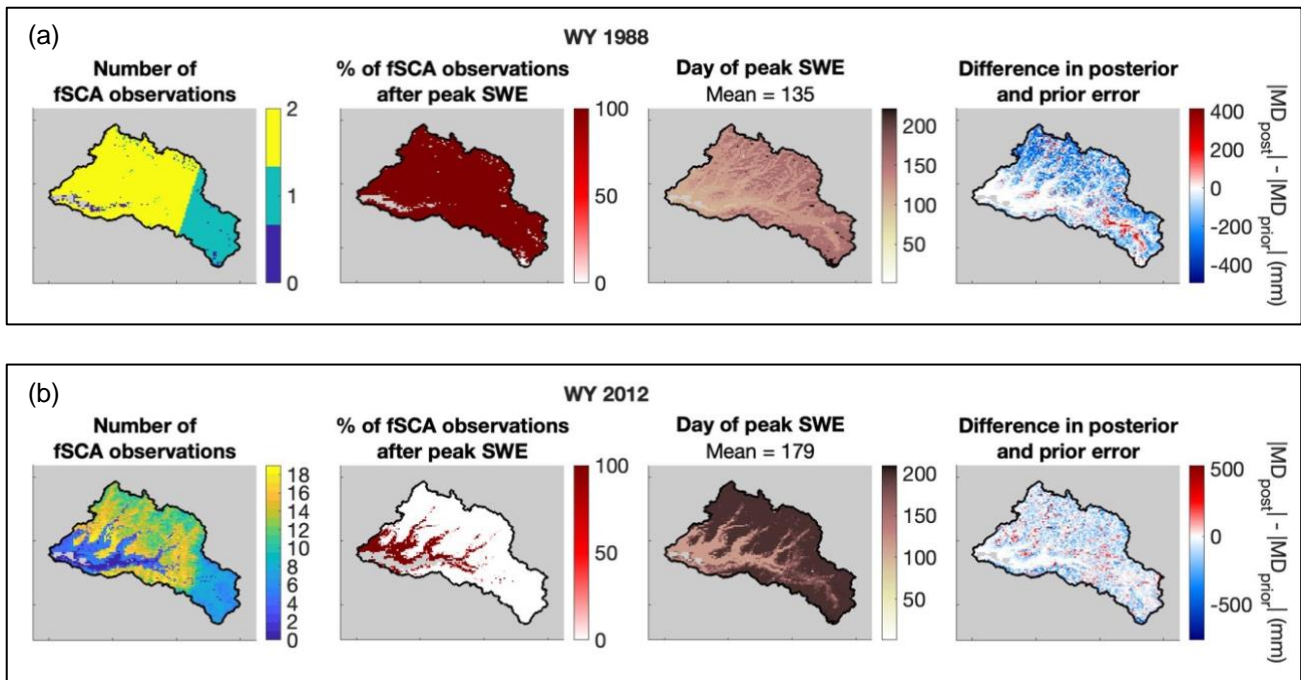 (a)
WY 1988
Number of
fSCA observations
2
1
0
% of fSCA observations
after peak SWE
100
50
0
Day of peak SWE
Mean = 135
200
150
100
50
Difference in posterior
and prior error
400
200
0
-200
-400
|MD_post| - |MD_prior| (mm)
(b)
WY 2012
Number of
fSCA observations
18
16
14
12
10
8
6
4
2
0
% of fSCA observations
after peak SWE
100
50
0
Day of peak SWE
Mean = 179
200
150
100
50
Difference in posterior
and prior error
500
0
-500
|MD_post| - |MD_prior| (mm)